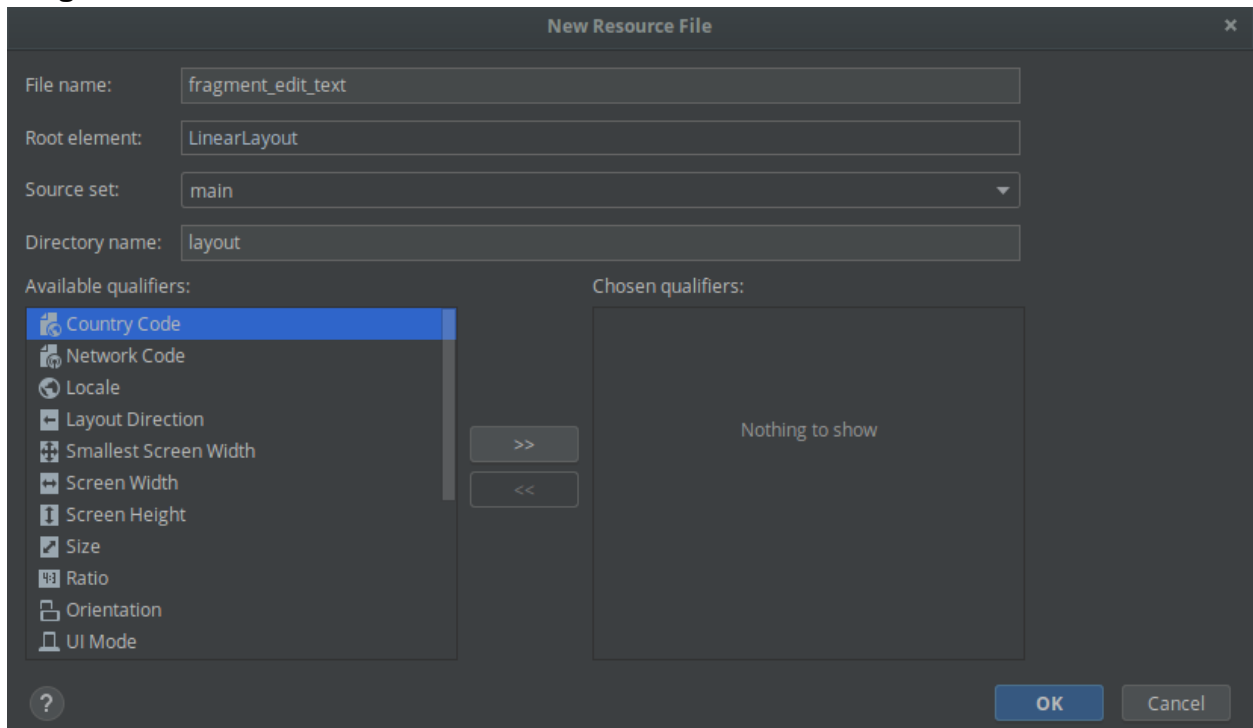 New Resource File
File name: fragment_edit_text
Root element: LinearLayout
Source set: main
Directory name: layout
Available qualifiers:
Country Code
Network Code
Locale
Layout Direction
Smallest Screen Width
Screen Width
Screen Height
Size
Ratio
Orientation
UI Mode
>>
<<
Chosen qualifiers:
Nothing to show
?
OK
Cancel